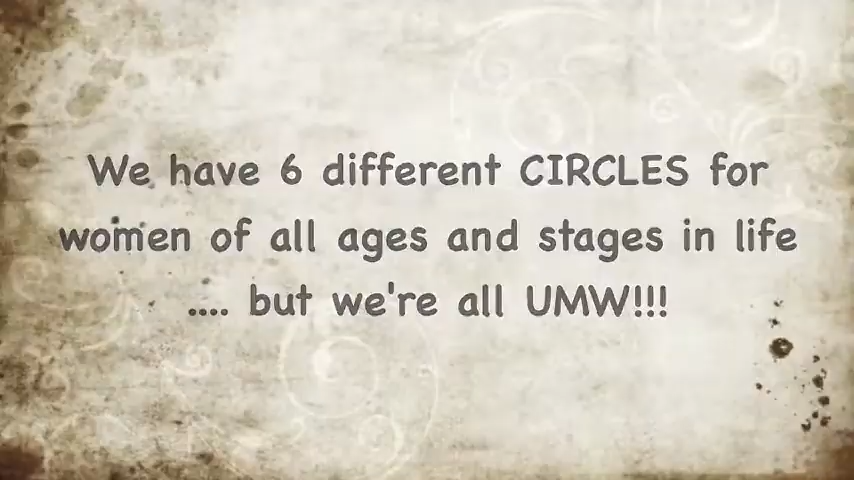 We have 6 different CIRCLES for
women of all ages and stages in life
.... but we're all UMW!!!